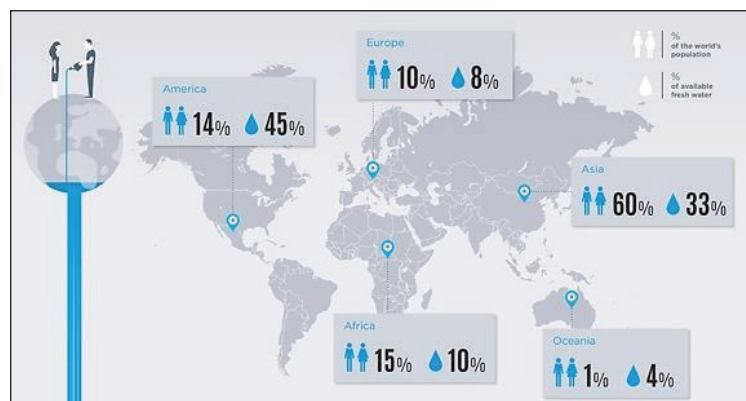 Europe
10% 8%
%
of the world's
population
%
of available
fresh water
America
14% 45%
Asia
60% 33%
Africa
15% 10%
Oceania
1% 4%